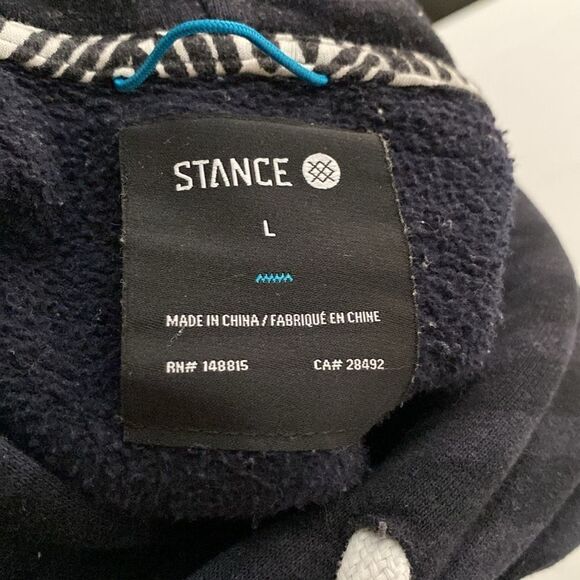 STANCE
L
MADE IN CHINA / FABRIQUÉ EN CHINE
RN# 148815 CA# 28492